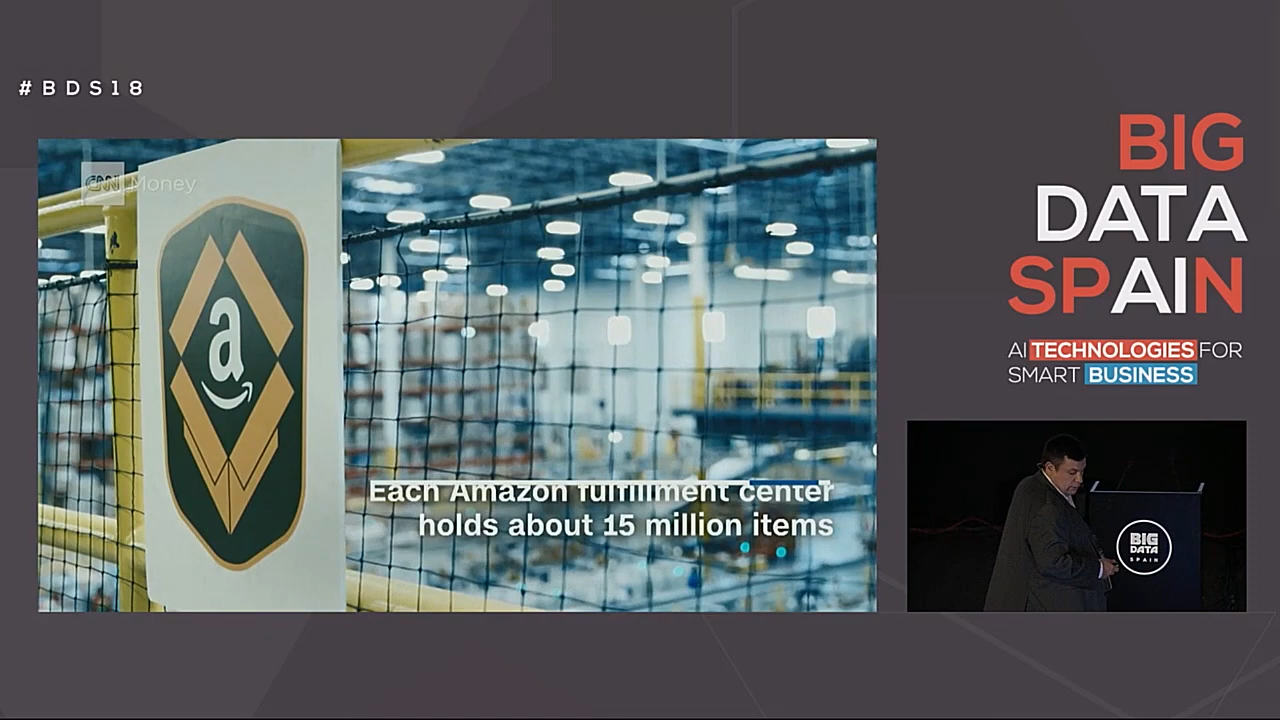 #BDS18
CNN Money
a
Each Amazon fulfillment center
holds about 15 million items
BIG
DATA
SPAIN
AI TECHNOLOGIES FOR
SMART BUSINESS
BIG
DATA
SPAIN